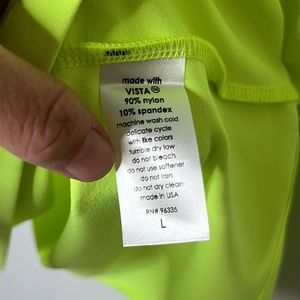 made with
VISTA™
90% nylon
10% spandex
machine wash cold
delicate cycle
with like colors
tumble dry low
do not bleach
do not use softener
do not iron
do not dry clean
made in USA
RN# 96335
L